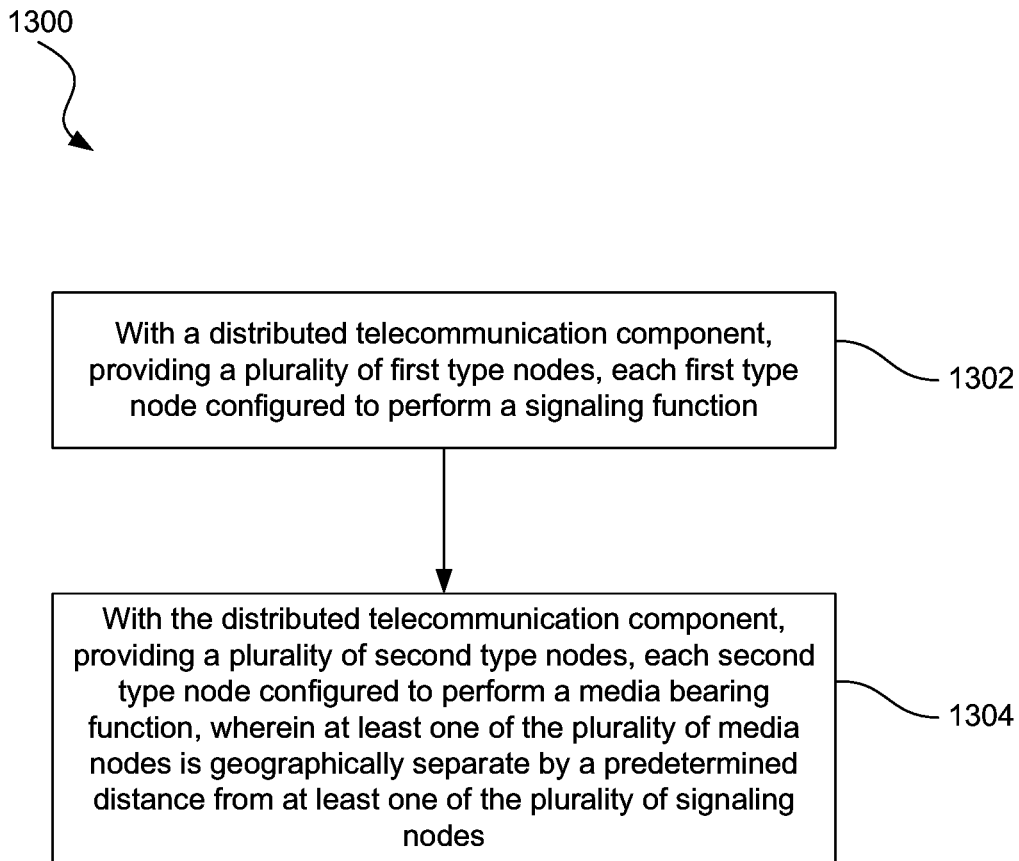 1300
With a distributed telecommunication component,
providing a plurality of first type nodes, each first type
node configured to perform a signaling function
1302
With the distributed telecommunication component,
providing a plurality of second type nodes, each second
type node configured to perform a media bearing
function, wherein at least one of the plurality of media
nodes is geographically separate by a predetermined
distance from at least one of the plurality of signaling
nodes
1304